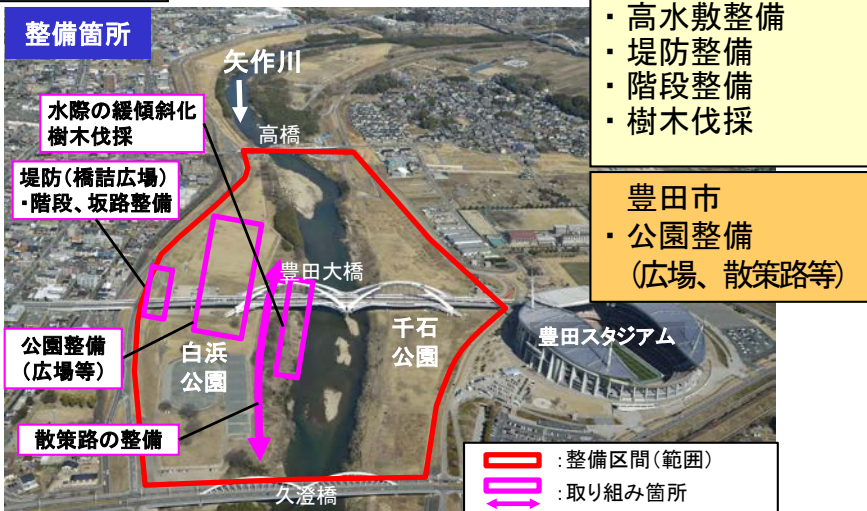 整備箇所
・ 高水敷整備
・ 堤防整備
・ 階段整備
・ 樹木伐採
豊田市
・ 公園整備
(広場、散策路等)
矢作川
高橋
水際の緩傾斜化
樹木伐採
堤防(橋詰広場)
・階段、坂路整備
豊田大橋
千石
公園
豊田スタジアム
公園整備
(広場等)
白浜
公園
散策路の整備
久澄橋
:整備区間(範囲)
:取り組み箇所